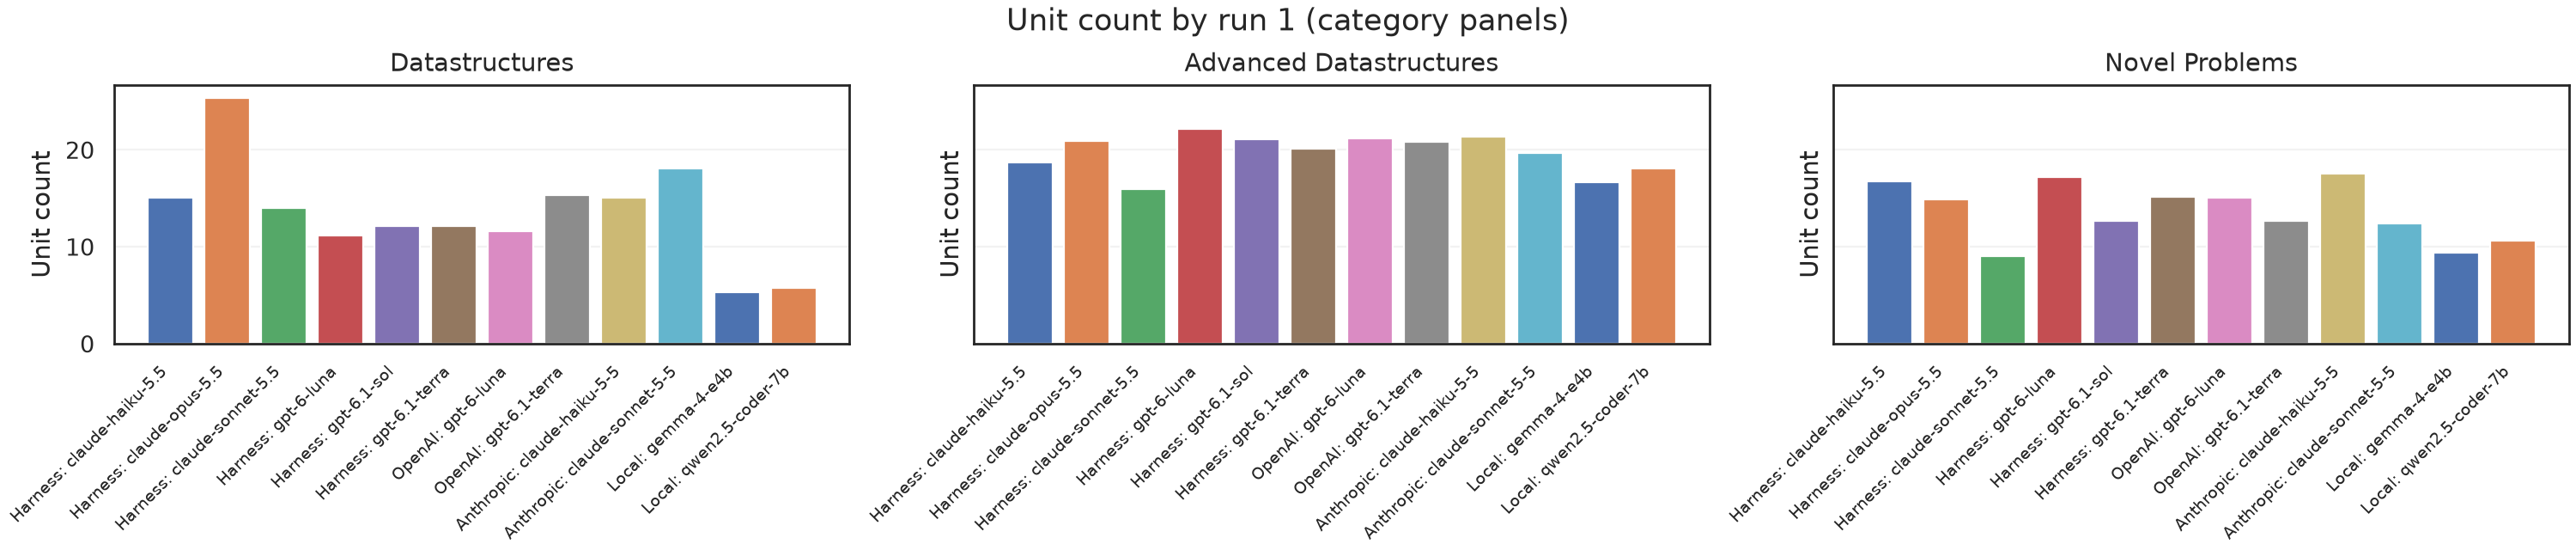 Unit count by run 1 (category panels)
Datastructures
Unit count
20
10
0
Harness: claude-haiku-5.5
Harness: claude-opus-5.5
Harness: claude-sonnet-5.5
Harness: gpt-6-luna
Harness: gpt-6.1-sol
Harness: gpt-6.1-terra
OpenAI: gpt-6-luna
OpenAI: gpt-6.1-terra
Anthropic: claude-haiku-5-5
Anthropic: claude-sonnet-5-5
Local: gemma-4-e4b
Local: qwen2.5-coder-7b
Advanced Datastructures
Unit count
Harness: claude-haiku-5.5
Harness: claude-opus-5.5
Harness: claude-sonnet-5.5
Harness: gpt-6-luna
Harness: gpt-6.1-sol
Harness: gpt-6.1-terra
OpenAI: gpt-6-luna
OpenAI: gpt-6.1-terra
Anthropic: claude-haiku-5-5
Anthropic: claude-sonnet-5-5
Local: gemma-4-e4b
Local: qwen2.5-coder-7b
Novel Problems
Unit count
Harness: claude-haiku-5.5
Harness: claude-opus-5.5
Harness: claude-sonnet-5.5
Harness: gpt-6-luna
Harness: gpt-6.1-sol
Harness: gpt-6.1-terra
OpenAI: gpt-6-luna
OpenAI: gpt-6.1-terra
Anthropic: claude-haiku-5-5
Anthropic: claude-sonnet-5-5
Local: gemma-4-e4b
Local: qwen2.5-coder-7b